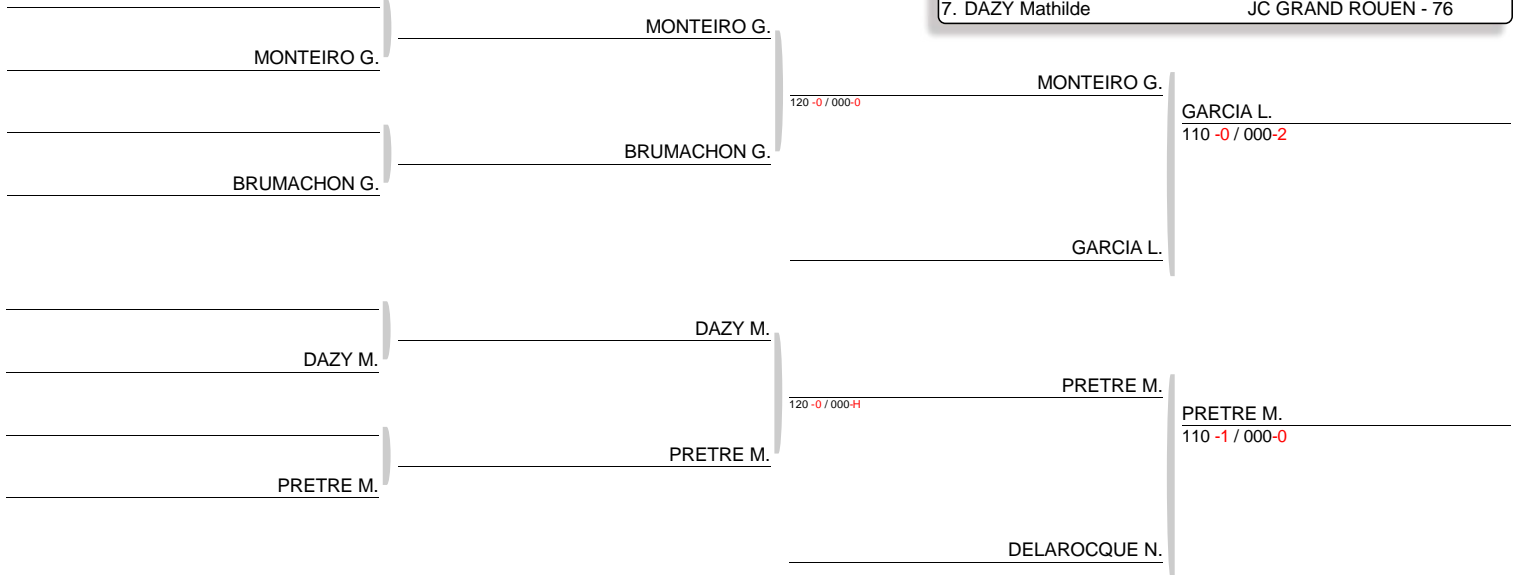 7. DAZY Mathilde JC GRAND ROUEN - 76
MONTEIRO G.
MONTEIRO G.
MONTEIRO G.
120 -0 / 000-0
GARCIA L.
110 -0 / 000-2
BRUMACHON G.
BRUMACHON G.
GARCIA L.
DAZY M.
DAZY M.
PRETRE M.
120 -0 / 000-H
PRETRE M.
110 -1 / 000-0
PRETRE M.
PRETRE M.
DELAROCQUE N.